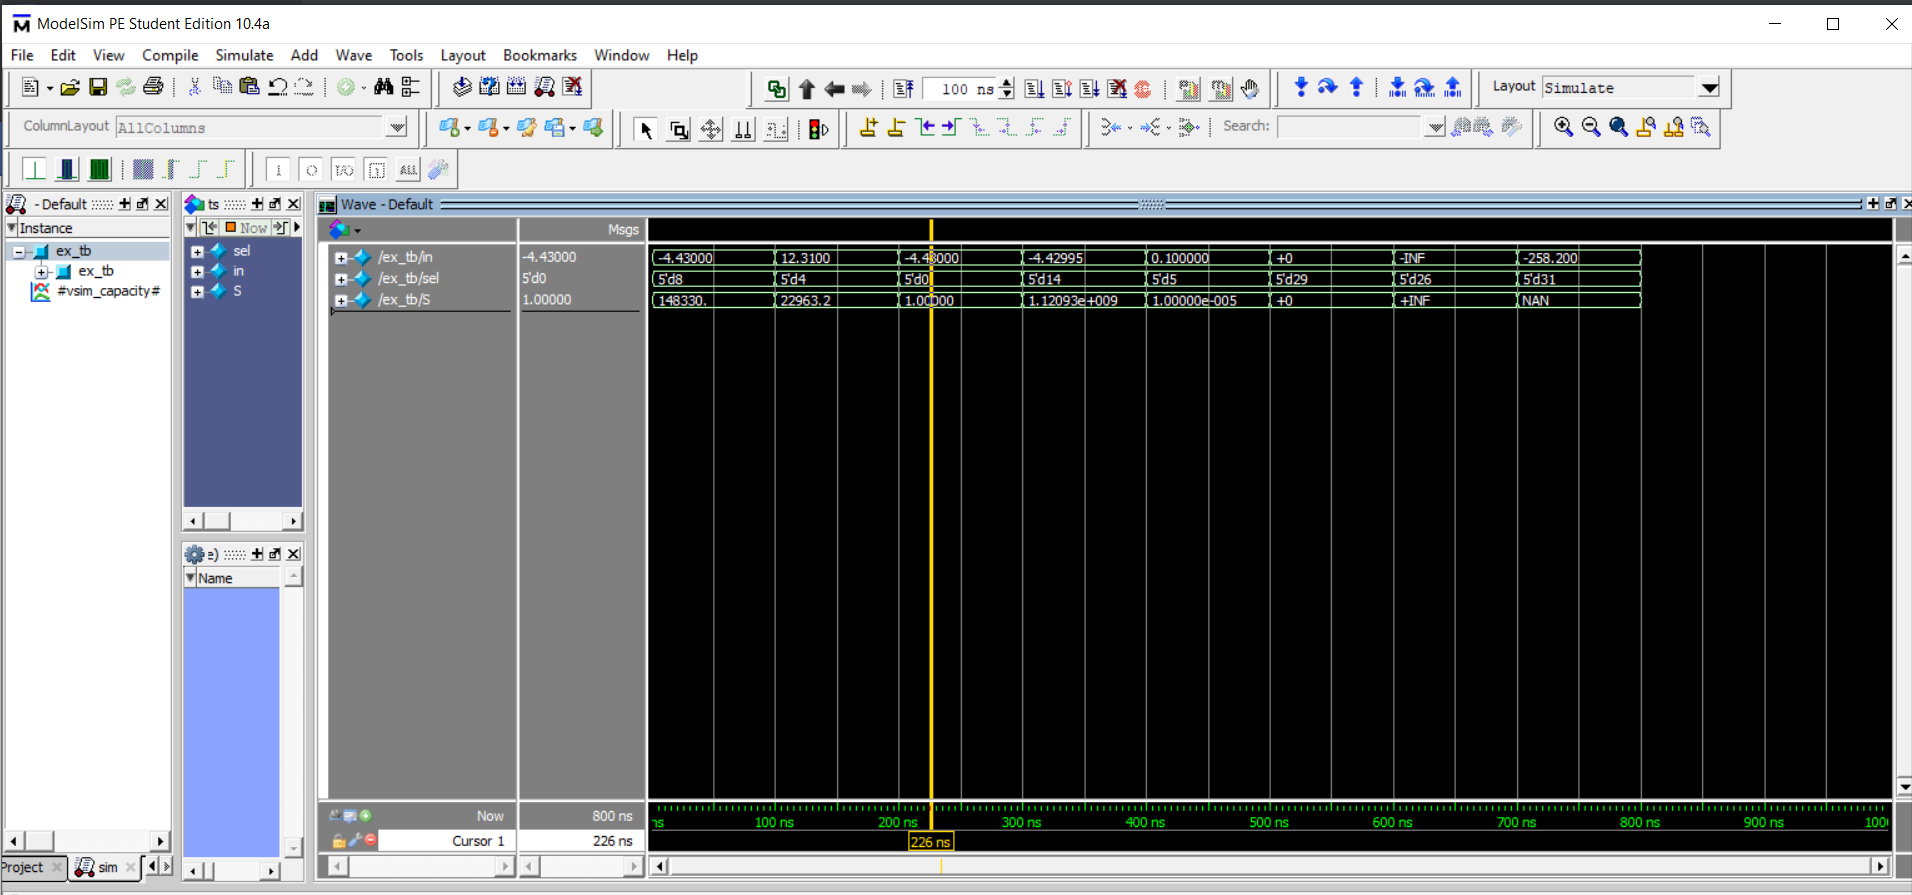 ModelSim PE Student Edition 10.4a
File Edit View Compile Simulate Add Wave Tools Layout Bookmarks Window Help
100 ns
Layout Simulate
ColumnLayout AllColumns
Search:
I O I/O ALL
- Default
ts
Wave - Default
Instance
Now
Msgs
ex_tb
ex_tb
#vsim_capacity#
sel
in
S
/ex_tb/in -4.43000 -4.43000 12.3100 -4.43000 -4.42995 0.100000 +0 -INF -258.200
/ex_tb/sel 5'd0 5'd8 5'd4 5'd0 5'd14 5'd5 5'd29 5'd26 5'd31
/ex_tb/S 1.00000 148330. 22963.2 1.00000 1.12093e+009 1.00000e-005 +0 +INF NAN
e)
Name
Now 800 ns
ns 100 ns 200 ns 300 ns 400 ns 500 ns 600 ns 700 ns 800 ns 900 ns 100
Cursor 1 226 ns
226 ns
Project sim